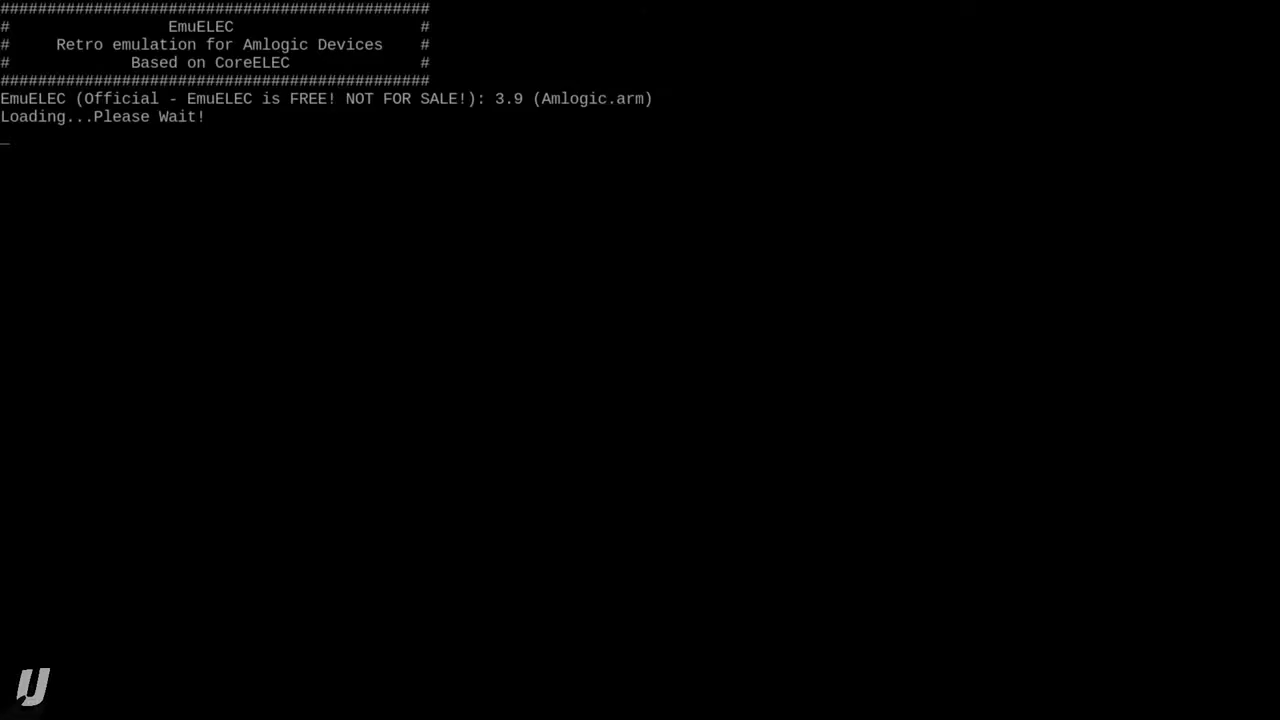 ##############################################
#                 EmuELEC                    #
#     Retro emulation for Amlogic Devices    #
#             Based on CoreELEC              #
##############################################
EmuELEC (Official - EmuELEC is FREE! NOT FOR SALE!): 3.9 (Amlogic.arm)
Loading...Please Wait!
_